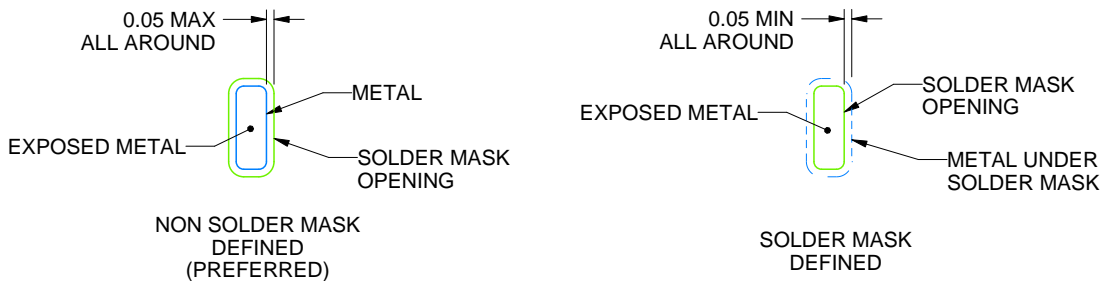 0.05 MAX
ALL AROUND
METAL
EXPOSED METAL
SOLDER MASK
OPENING
NON SOLDER MASK
DEFINED
(PREFERRED)
0.05 MIN
ALL AROUND
SOLDER MASK
OPENING
EXPOSED METAL
METAL UNDER
SOLDER MASK
SOLDER MASK
DEFINED